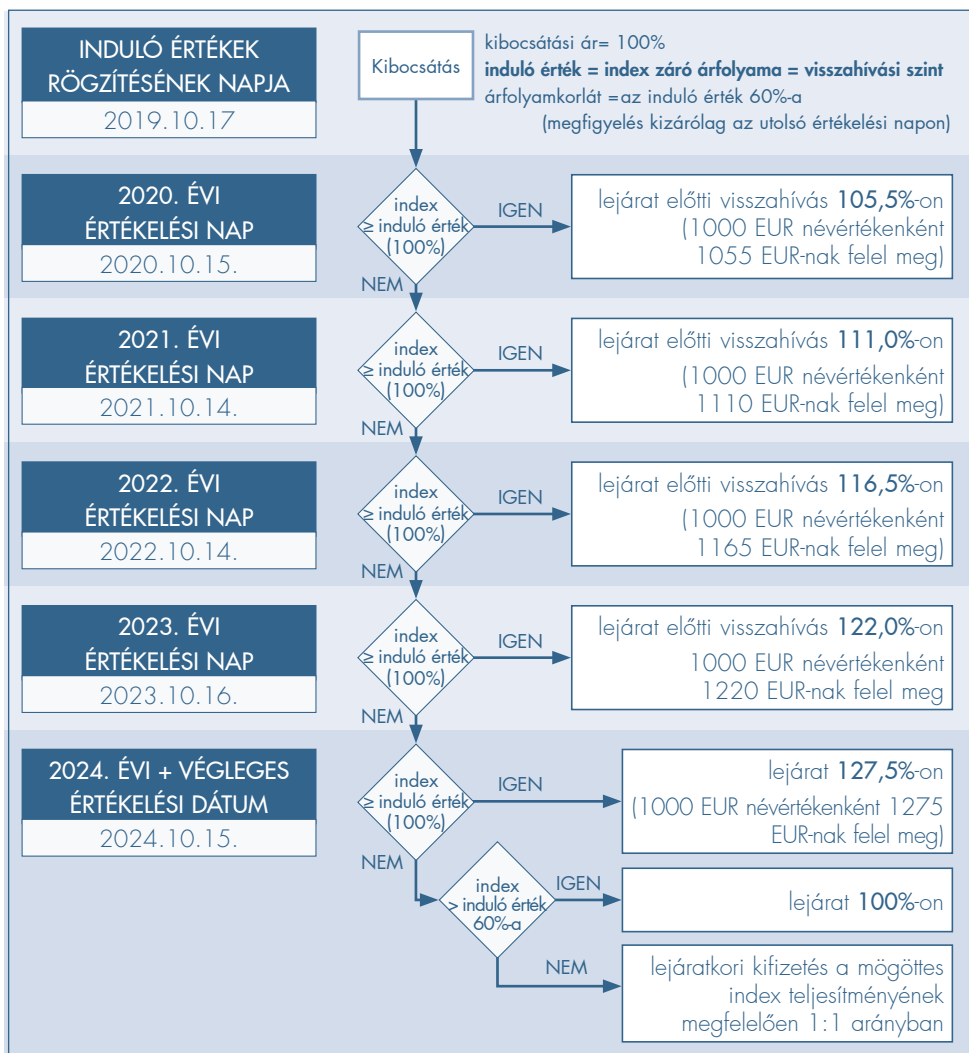 INDULÓ ÉRTÉKEK
RÖGZÍTÉSÉNEK NAPJA
2019.10.17
Kibocsátás
kibocsátási ár= 100%
induló érték = index záró árfolyama = visszahívási szint
árfolyamkorlát =az induló érték 60%-a
(megfigyelés kizárólag az utolsó értékelési napon)
2020. ÉVI
ÉRTÉKELÉSI NAP
2020.10.15.
index
≥ induló érték
(100%)
IGEN
NEM
lejárat előtti visszahívás 105,5%-on
(1000 EUR névértékenként
1055 EUR-nak felel meg)
2021. ÉVI
ÉRTÉKELÉSI NAP
2021.10.14.
index
≥ induló érték
(100%)
IGEN
NEM
lejárat előtti visszahívás 111,0%-on
(1000 EUR névértékenként
1110 EUR-nak felel meg)
2022. ÉVI
ÉRTÉKELÉSI NAP
2022.10.14.
index
≥ induló érték
(100%)
IGEN
NEM
lejárat előtti visszahívás 116,5%-on
(1000 EUR névértékenként
1165 EUR-nak felel meg)
2023. ÉVI
ÉRTÉKELÉSI NAP
2023.10.16.
index
≥ induló érték
(100%)
IGEN
NEM
lejárat előtti visszahívás 122,0%-on
1000 EUR névértékenként
1220 EUR-nak felel meg
2024. ÉVI + VÉGLEGES
ÉRTÉKELÉSI DÁTUM
2024.10.15.
index
≥ induló érték
(100%)
IGEN
NEM
lejárat 127,5%-on
(1000 EUR névértékenként 1275
EUR-nak felel meg)
index
> induló érték
60%-a
IGEN
lejárat 100%-on
NEM
lejáratkori kifizetés a mögöttes
index teljesítményének
megfelelően 1:1 arányban